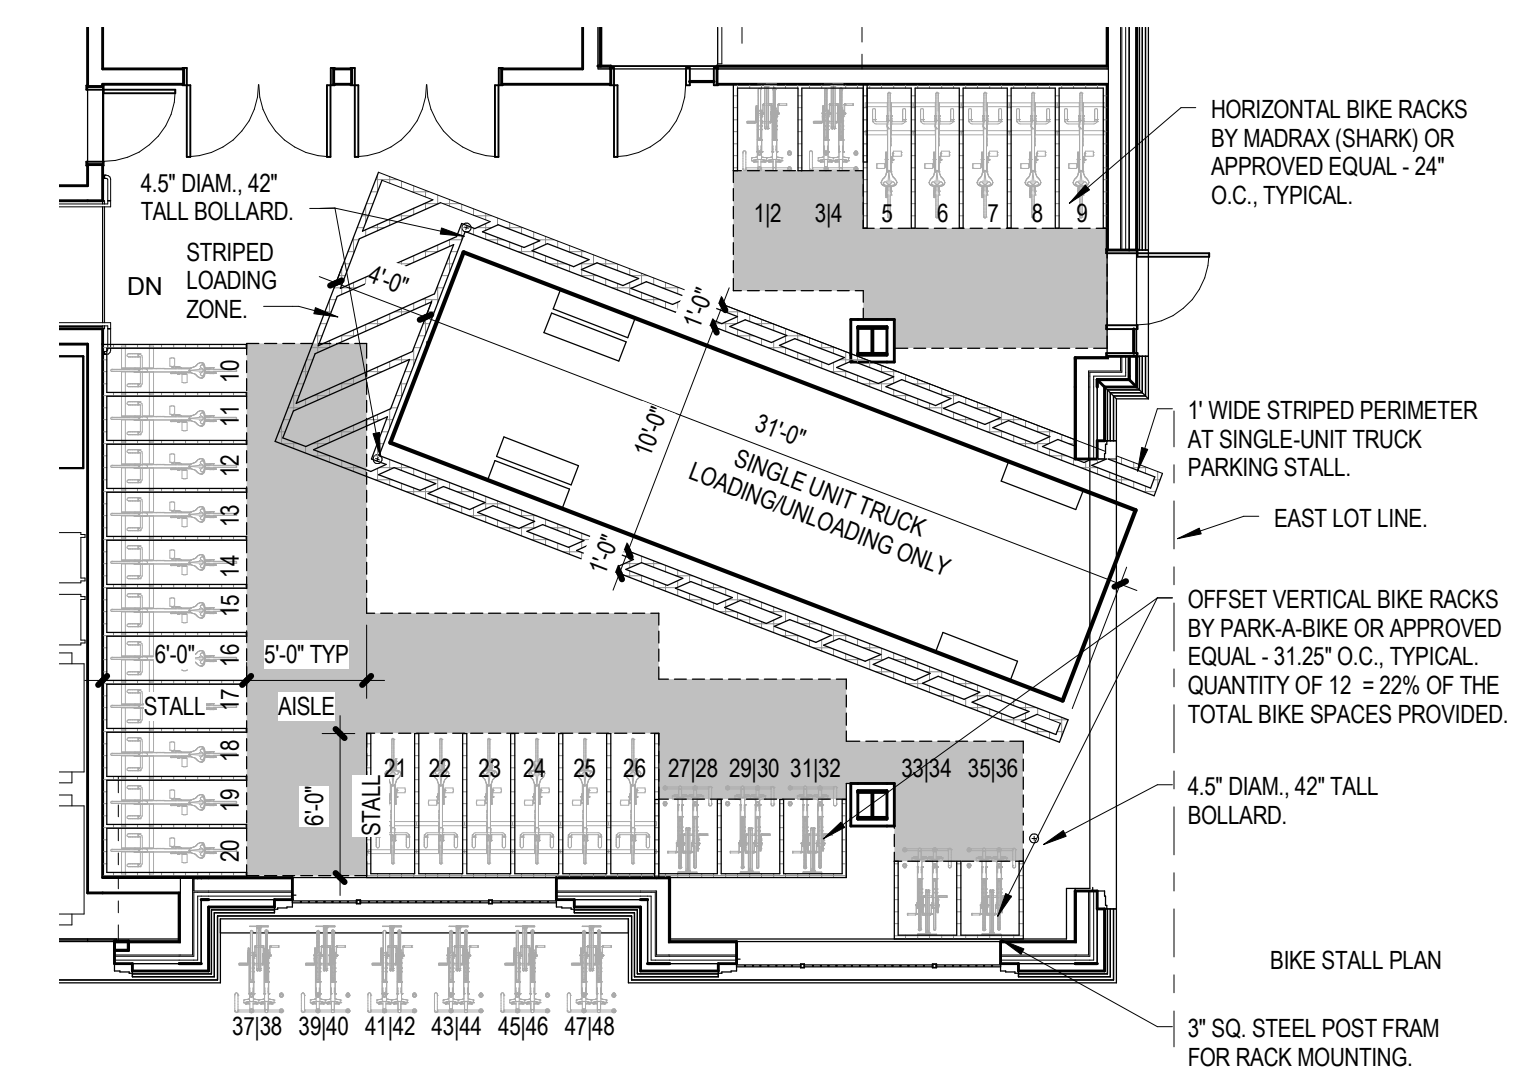 HORIZONTAL BIKE RACKS
BY MADRAX (SHARK) OR
APPROVED EQUAL - 24"
O.C., TYPICAL.
4.5" DIAM., 42"
TALL BOLLARD.
1|2
3|4
5
6
7
8
9
STRIPED
LOADING
ZONE.
DN
4'-0"
1'-0"
10
11
12
13
14
15
16
17
18
19
20
10'-0"
31'-0"
SINGLE UNIT TRUCK
LOADING/UNLOADING ONLY
1'-0"
1' WIDE STRIPED PERIMETER
AT SINGLE-UNIT TRUCK
PARKING STALL.
EAST LOT LINE.
OFFSET VERTICAL BIKE RACKS
BY PARK-A-BIKE OR APPROVED
EQUAL - 31.25" O.C., TYPICAL.
QUANTITY OF 12 = 22% OF THE
TOTAL BIKE SPACES PROVIDED.
6'-0"
5'-0" TYP
STALL
AISLE
6'-0"
STALL
21
22
23
24
25
26
27|28
29|30
31|32
33|34
35|36
4.5" DIAM., 42" TALL
BOLLARD.
BIKE STALL PLAN
37|38
39|40
41|42
43|44
45|46
47|48
3" SQ. STEEL POST FRAM
FOR RACK MOUNTING.